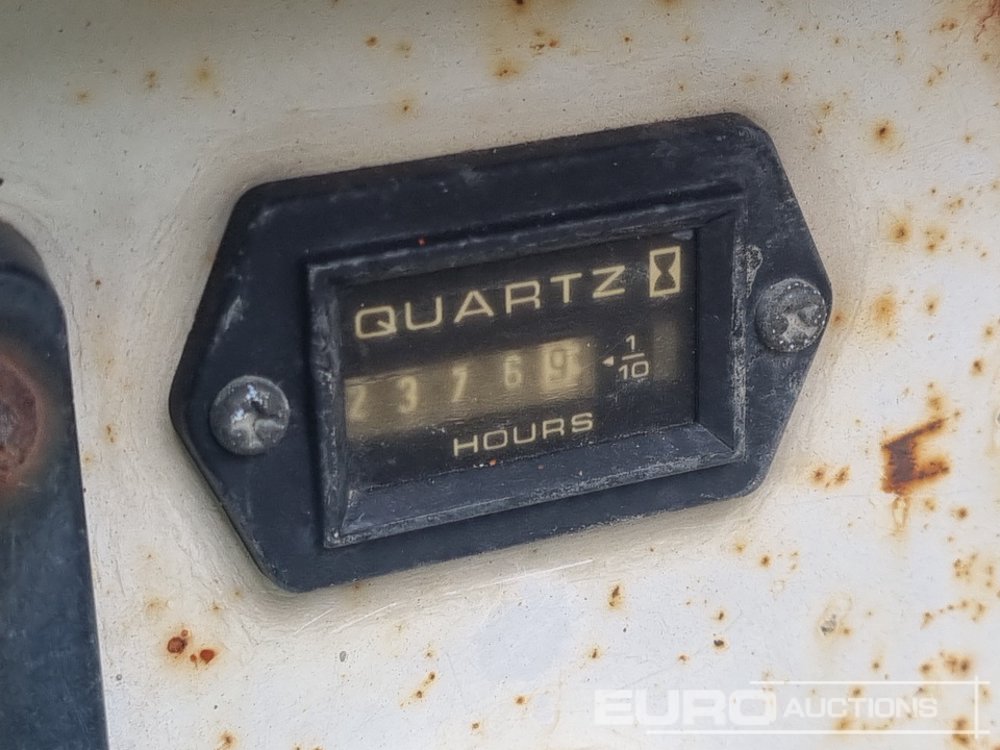 QUARTZ
23769
1/10
HOURS
EURO AUCTIONS